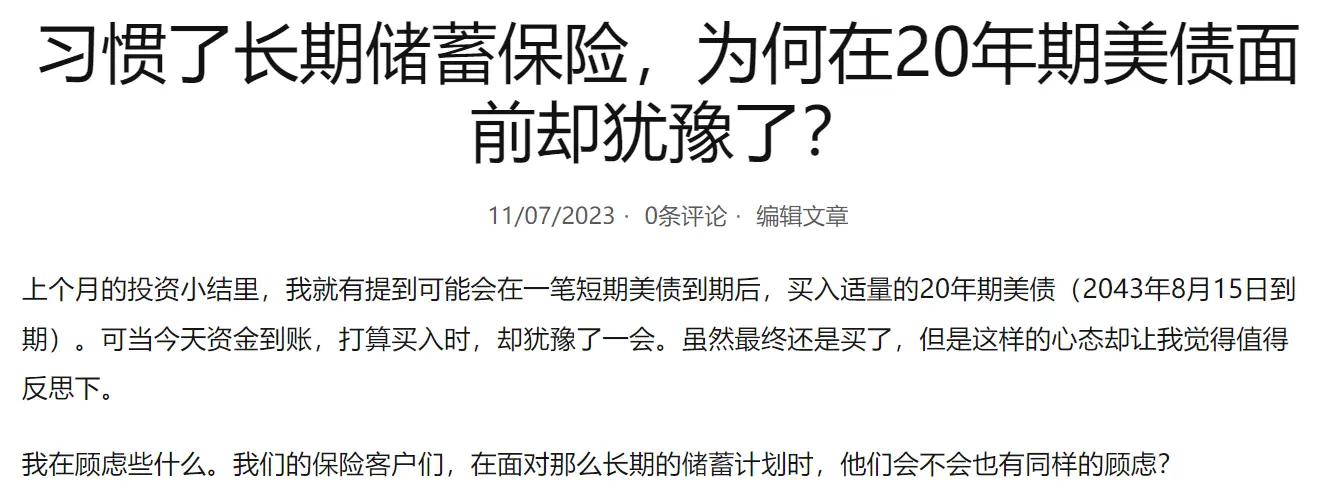 习惯了长期储蓄保险，为何在20年期美债面
前却犹豫了？
11/07/2023 · 0条评论 · 编辑文章
上个月的投资小结里，我就有提到可能会在一笔短期美债到期后，买入适量的20年期美债（2043年8月15日到
期）。可当今天资金到账，打算买入时，却犹豫了一会。虽然最终还是买了，但是这样的心态却让我觉得值得
反思下。
我在顾虑些什么。我们的保险客户们，在面对那么长期的储蓄计划时，他们会不会也有同样的顾虑？